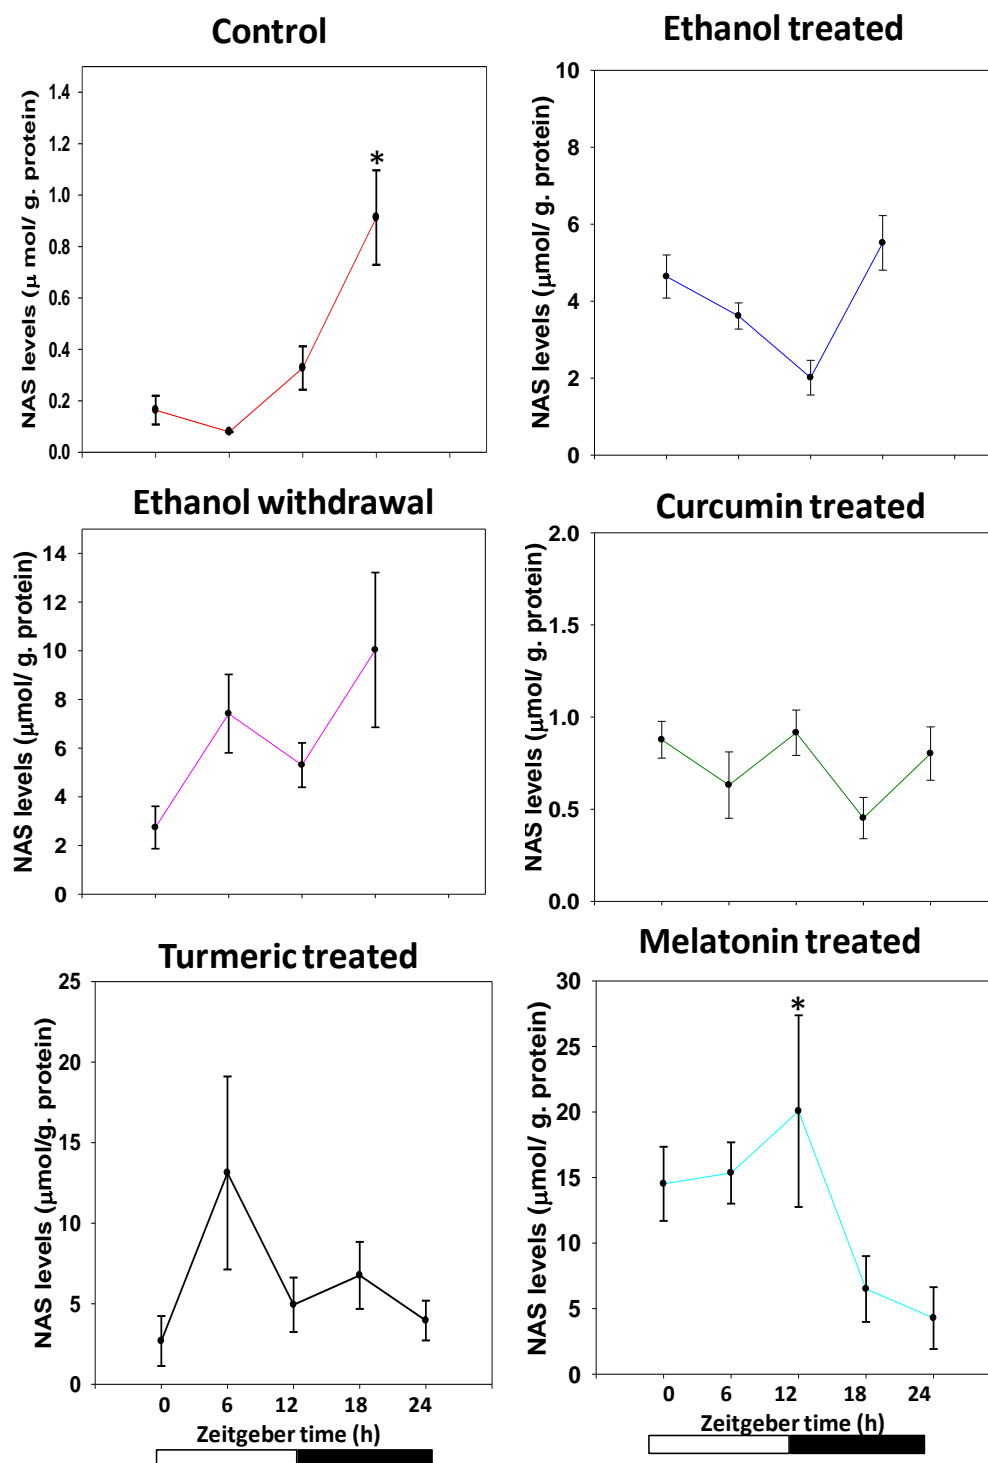 Control
NAS levels (μ mol/ g. protein)
1.4
1.2
1.0
0.8
0.6
0.4
0.2
0.0
*
Ethanol treated
NAS levels (μmol/ g. protein)
10
8
6
4
2
0
Ethanol withdrawal
NAS levels (μmol/ g. protein)
14
12
10
8
6
4
2
0
Curcumin treated
NAS levels (μmol/ g. protein)
2.0
1.5
1.0
0.5
0.0
Turmeric treated
NAS levels (μmol/g. protein)
25
20
15
10
5
0
0 6 12 18 24
Zeitgeber time (h)
Melatonin treated
NAS levels (μmol/ g. protein)
30
25
20
15
10
5
0
*
0 6 12 18 24
Zeitgeber time (h)